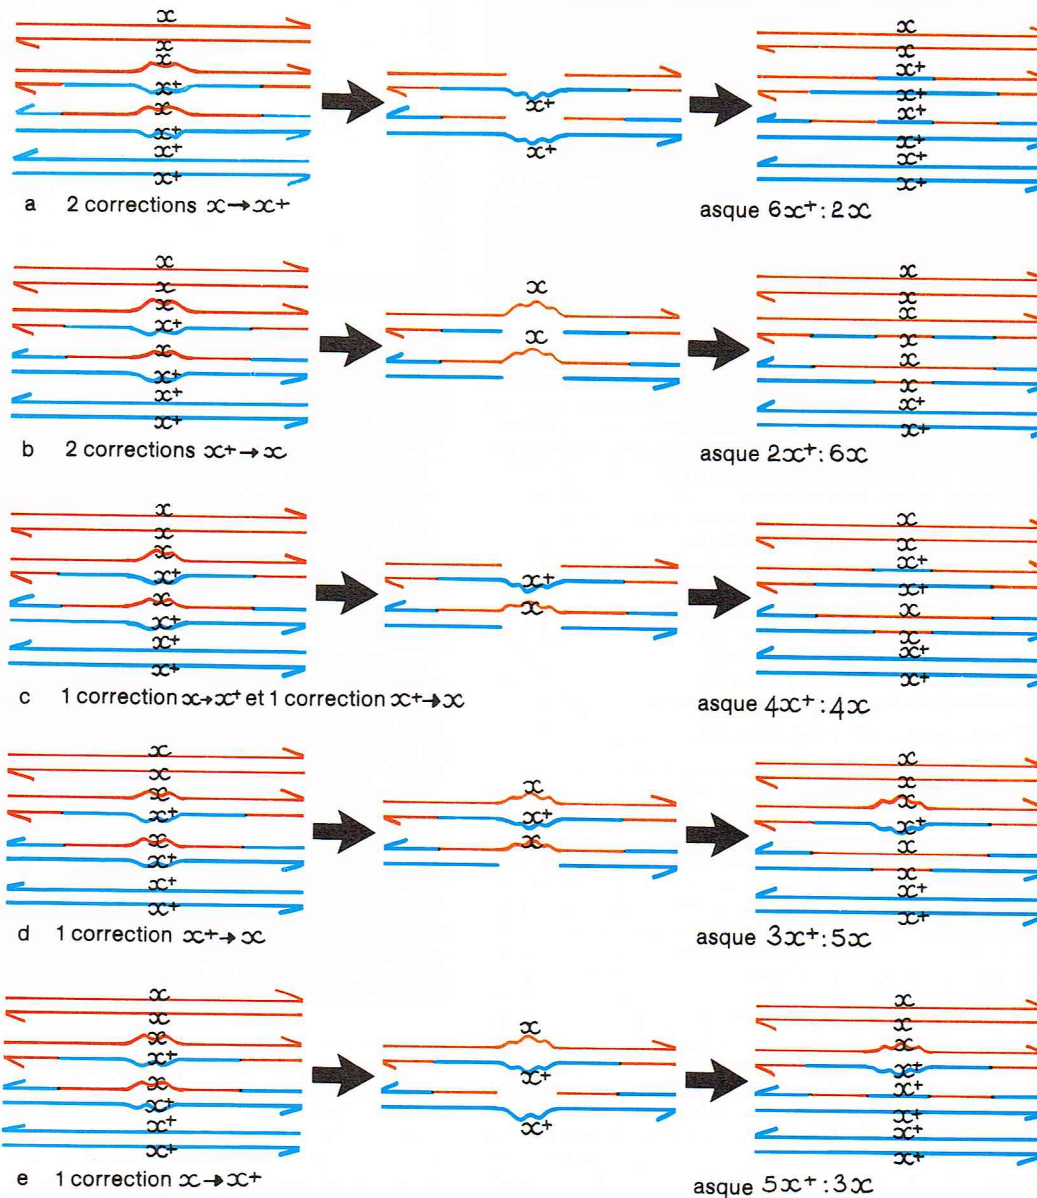 x
x
x
x+
x
x+
x+
x+
x+
x+
x
x
x+
x+
x+
x+
x+
x+
a 2 corrections x→x+
asque 6x+:2x
x
x
x
x+
x
x+
x+
x+
x
x
x
x
x
x
x
x
x+
x+
b 2 corrections x+→x
asque 2x+:6x
x
x
x
x+
x
x+
x+
x+
x+
x
x
x
x+
x+
x
x
x+
x+
c 1 correction x→x+ et 1 correction x+→x
asque 4x+:4x
x
x
x
x+
x
x+
x+
x+
x
x+
x
x
x
x
x+
x
x
x+
x+
d 1 correction x+→x
asque 3x+:5x
x
x
x
x+
x
x+
x+
x+
x
x+
x+
x
x
x
x+
x+
x+
x+
x+
e 1 correction x→x+
asque 5x+:3x